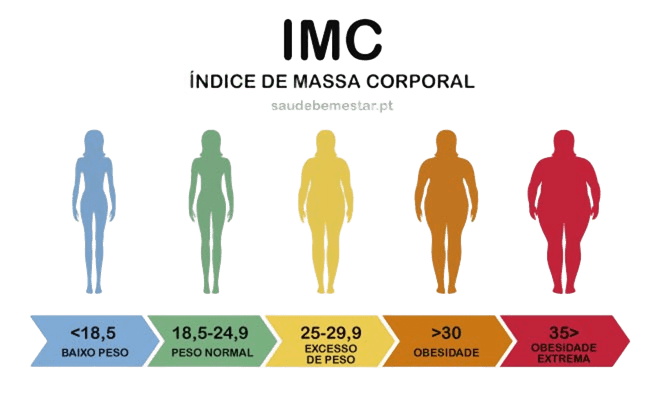 IMC
ÍNDICE DE MASSA CORPORAL
saudebemestar.pt
<18,5
BAIXO PESO
18,5-24,9
PESO NORMAL
25-29,9
EXCESSO
DE PESO
>30
OBESIDADE
35>
OBESIDADE
EXTREMA